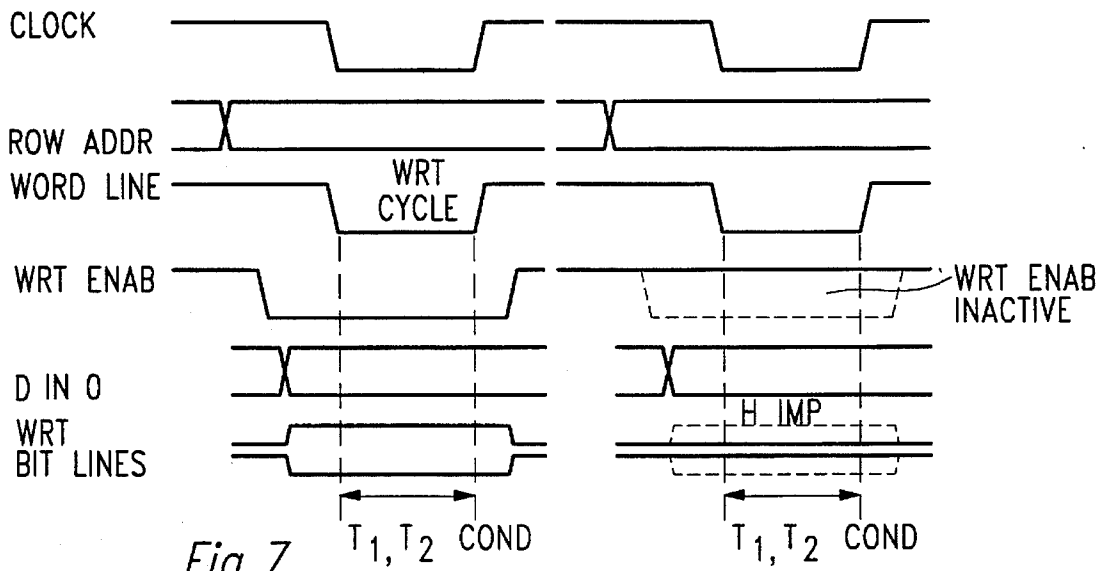 CLOCK
ROW ADDR
WORD LINE
WRT
CYCLE
WRT ENAB
WRT ENAB
INACTIVE
D IN 0
H IMP
WRT
BIT LINES
T1, T2 COND
T1, T2 COND
Fig. 7